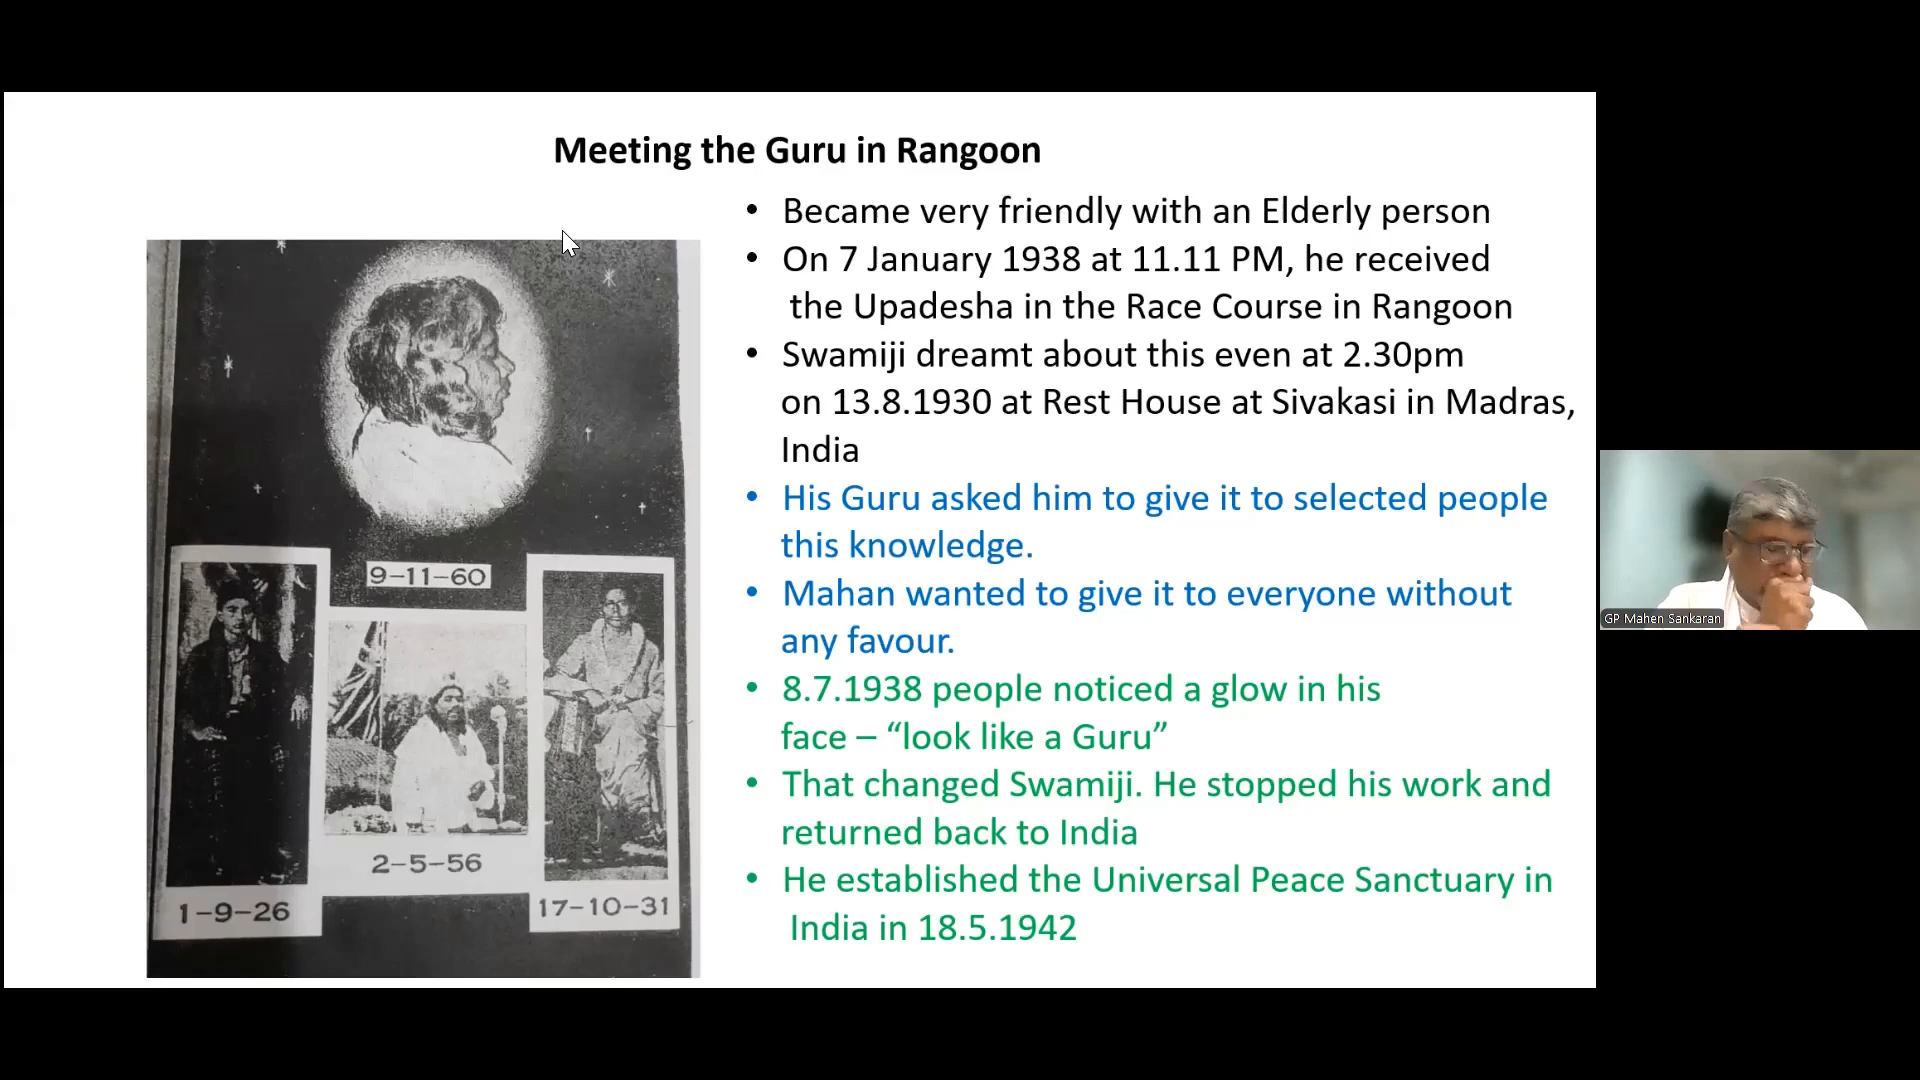 Meeting the Guru in Rangoon
• Became very friendly with an Elderly person
• On 7 January 1938 at 11.11 PM, he received
the Upadesha in the Race Course in Rangoon
• Swamiji dreamt about this even at 2.30pm
on 13.8.1930 at Rest House at Sivakasi in Madras,
India
• His Guru asked him to give it to selected people
this knowledge.
• Mahan wanted to give it to everyone without
any favour.
• 8.7.1938 people noticed a glow in his
face – “look like a Guru”
• That changed Swamiji. He stopped his work and
returned back to India
• He established the Universal Peace Sanctuary in
India in 18.5.1942
9-11-60
2-5-56
1-9-26
17-10-31
GP Mahen Sankaran